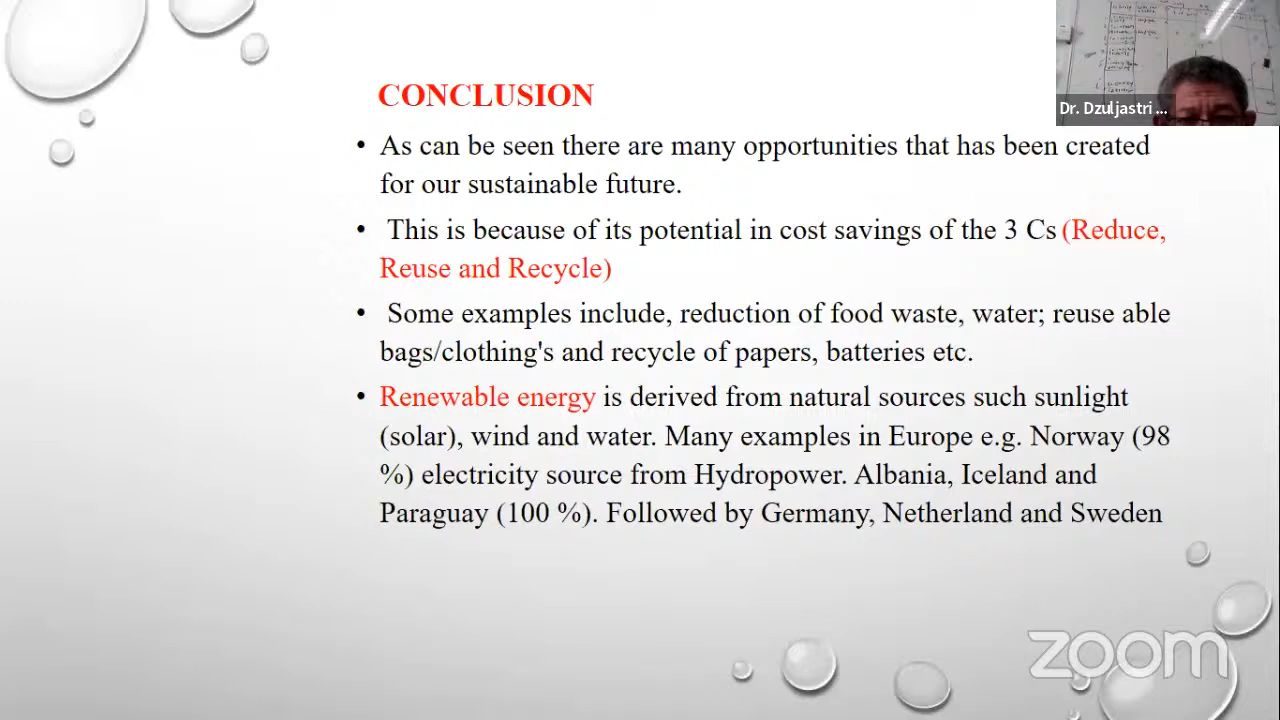 CONCLUSION
• As can be seen there are many opportunities that has been created
for our sustainable future.
• This is because of its potential in cost savings of the 3 Cs (Reduce,
Reuse and Recycle)
• Some examples include, reduction of food waste, water; reuse able
bags/clothing's and recycle of papers, batteries etc.
• Renewable energy is derived from natural sources such sunlight
(solar), wind and water. Many examples in Europe e.g. Norway (98
%) electricity source from Hydropower. Albania, Iceland and
Paraguay (100 %). Followed by Germany, Netherland and Sweden
Dr. Dzuljastri ...
zoom